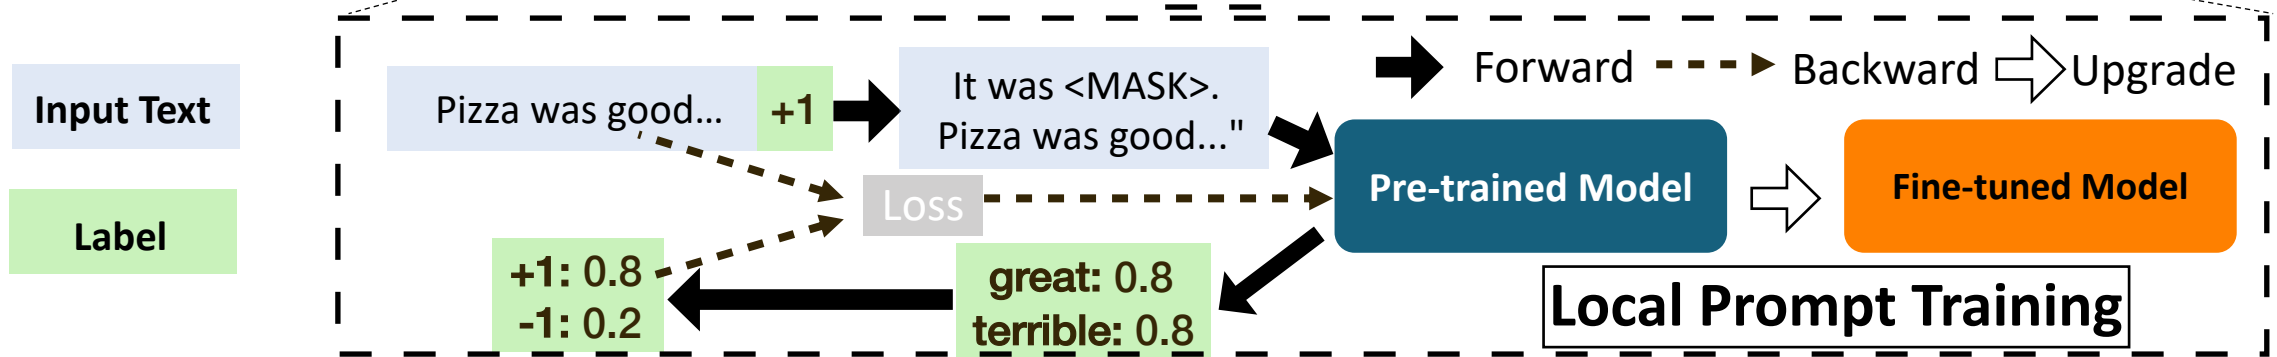 Input Text
Label
Pizza was good...
+1
It was <MASK>.
Pizza was good..."
Forward
Backward
Upgrade
Loss
Pre-trained Model
Fine-tuned Model
+1: 0.8
-1: 0.2
great: 0.8
terrible: 0.8
Local Prompt Training